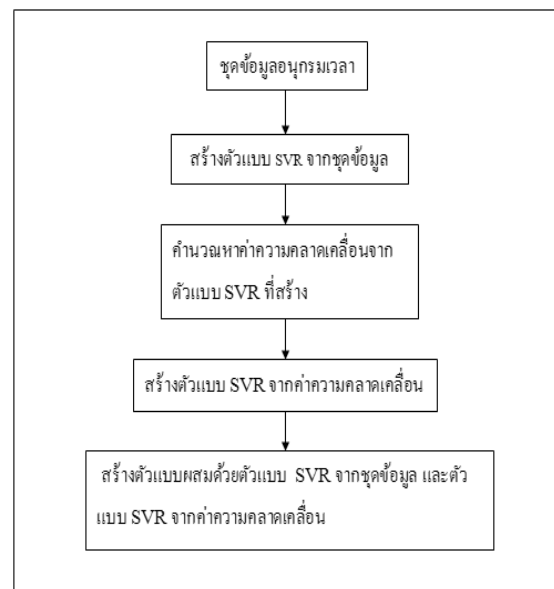 ชุดข้อมูลอนุกรมเวลา
สร้างตัวแบบ SVR จากชุดข้อมูล
คำนวณหาค่าความคลาดเคลื่อนจาก
ตัวแบบ SVR ที่สร้าง
สร้างตัวแบบ SVR จากค่าความคลาดเคลื่อน
สร้างตัวแบบผสมด้วยตัวแบบ SVR จากชุดข้อมูล และตัว
แบบ SVR จากค่าความคลาดเคลื่อน